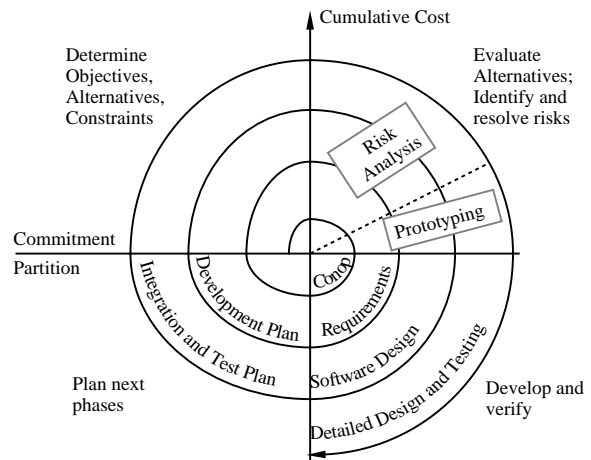 Cumulative Cost
Determine
Objectives,
Alternatives,
Constraints
Evaluate
Alternatives;
Identify and
resolve risks
Risk
Analysis
Prototyping
Commitment
Partition
Conop
Requirements
Development Plan
Integration and Test Plan
Software Design
Detailed Design and Testing
Plan next
phases
Develop and
verify